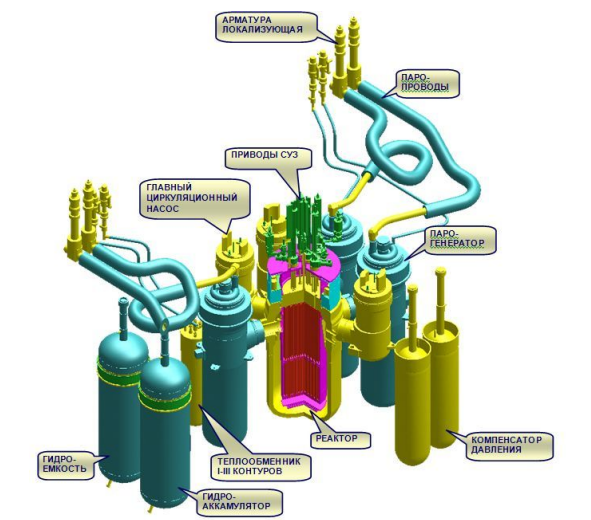 АРМАТУРА
ЛОКАЛИЗУЮЩАЯ
ПАРО-
ПРОВОДЫ
ПРИВОДЫ СУЗ
ГЛАВНЫЙ
ЦИРКУЛЯЦИОННЫЙ
НАСОС
ПАРО-
ГЕНЕРАТОР
РЕАКТОР
КОМПЕНСАТОР
ДАВЛЕНИЯ
ГИДРО-
ЕМКОСТЬ
ТЕПЛООБМЕННИК
I-III КОНТУРОВ
ГИДРО-
АККУМУЛЯТОР